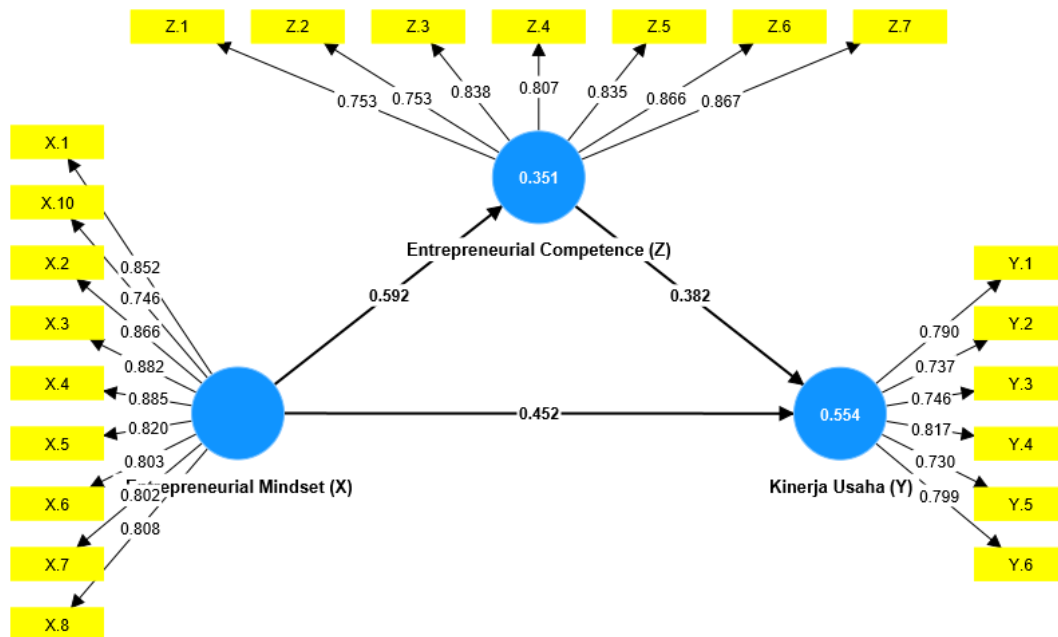 Z.1 Z.2 Z.3 Z.4 Z.5 Z.6 Z.7
0.753 0.753 0.838 0.807 0.835 0.866 0.867
0.351
Entrepreneurial Competence (Z)
X.1
X.10
X.2
X.3
X.4
X.5
X.6
X.7
X.8
0.852
0.746
0.866
0.882
0.885
0.820
0.803
0.802
0.808
Entrepreneurial Mindset (X)
0.592
0.382
0.452
0.554
Kinerja Usaha (Y)
0.790
0.737
0.746
0.817
0.730
0.799
Y.1
Y.2
Y.3
Y.4
Y.5
Y.6